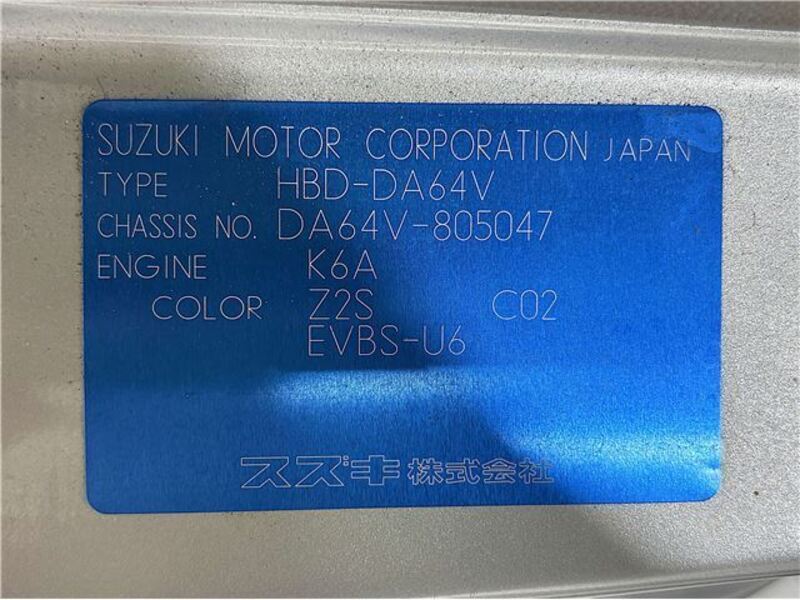 SUZUKI MOTOR CORPORATION JAPAN
TYPE HBD-DA64V
CHASSIS NO. DA64V-805047
ENGINE K6A
COLOR Z2S C02
EVBS-U6
スズキ株式会社